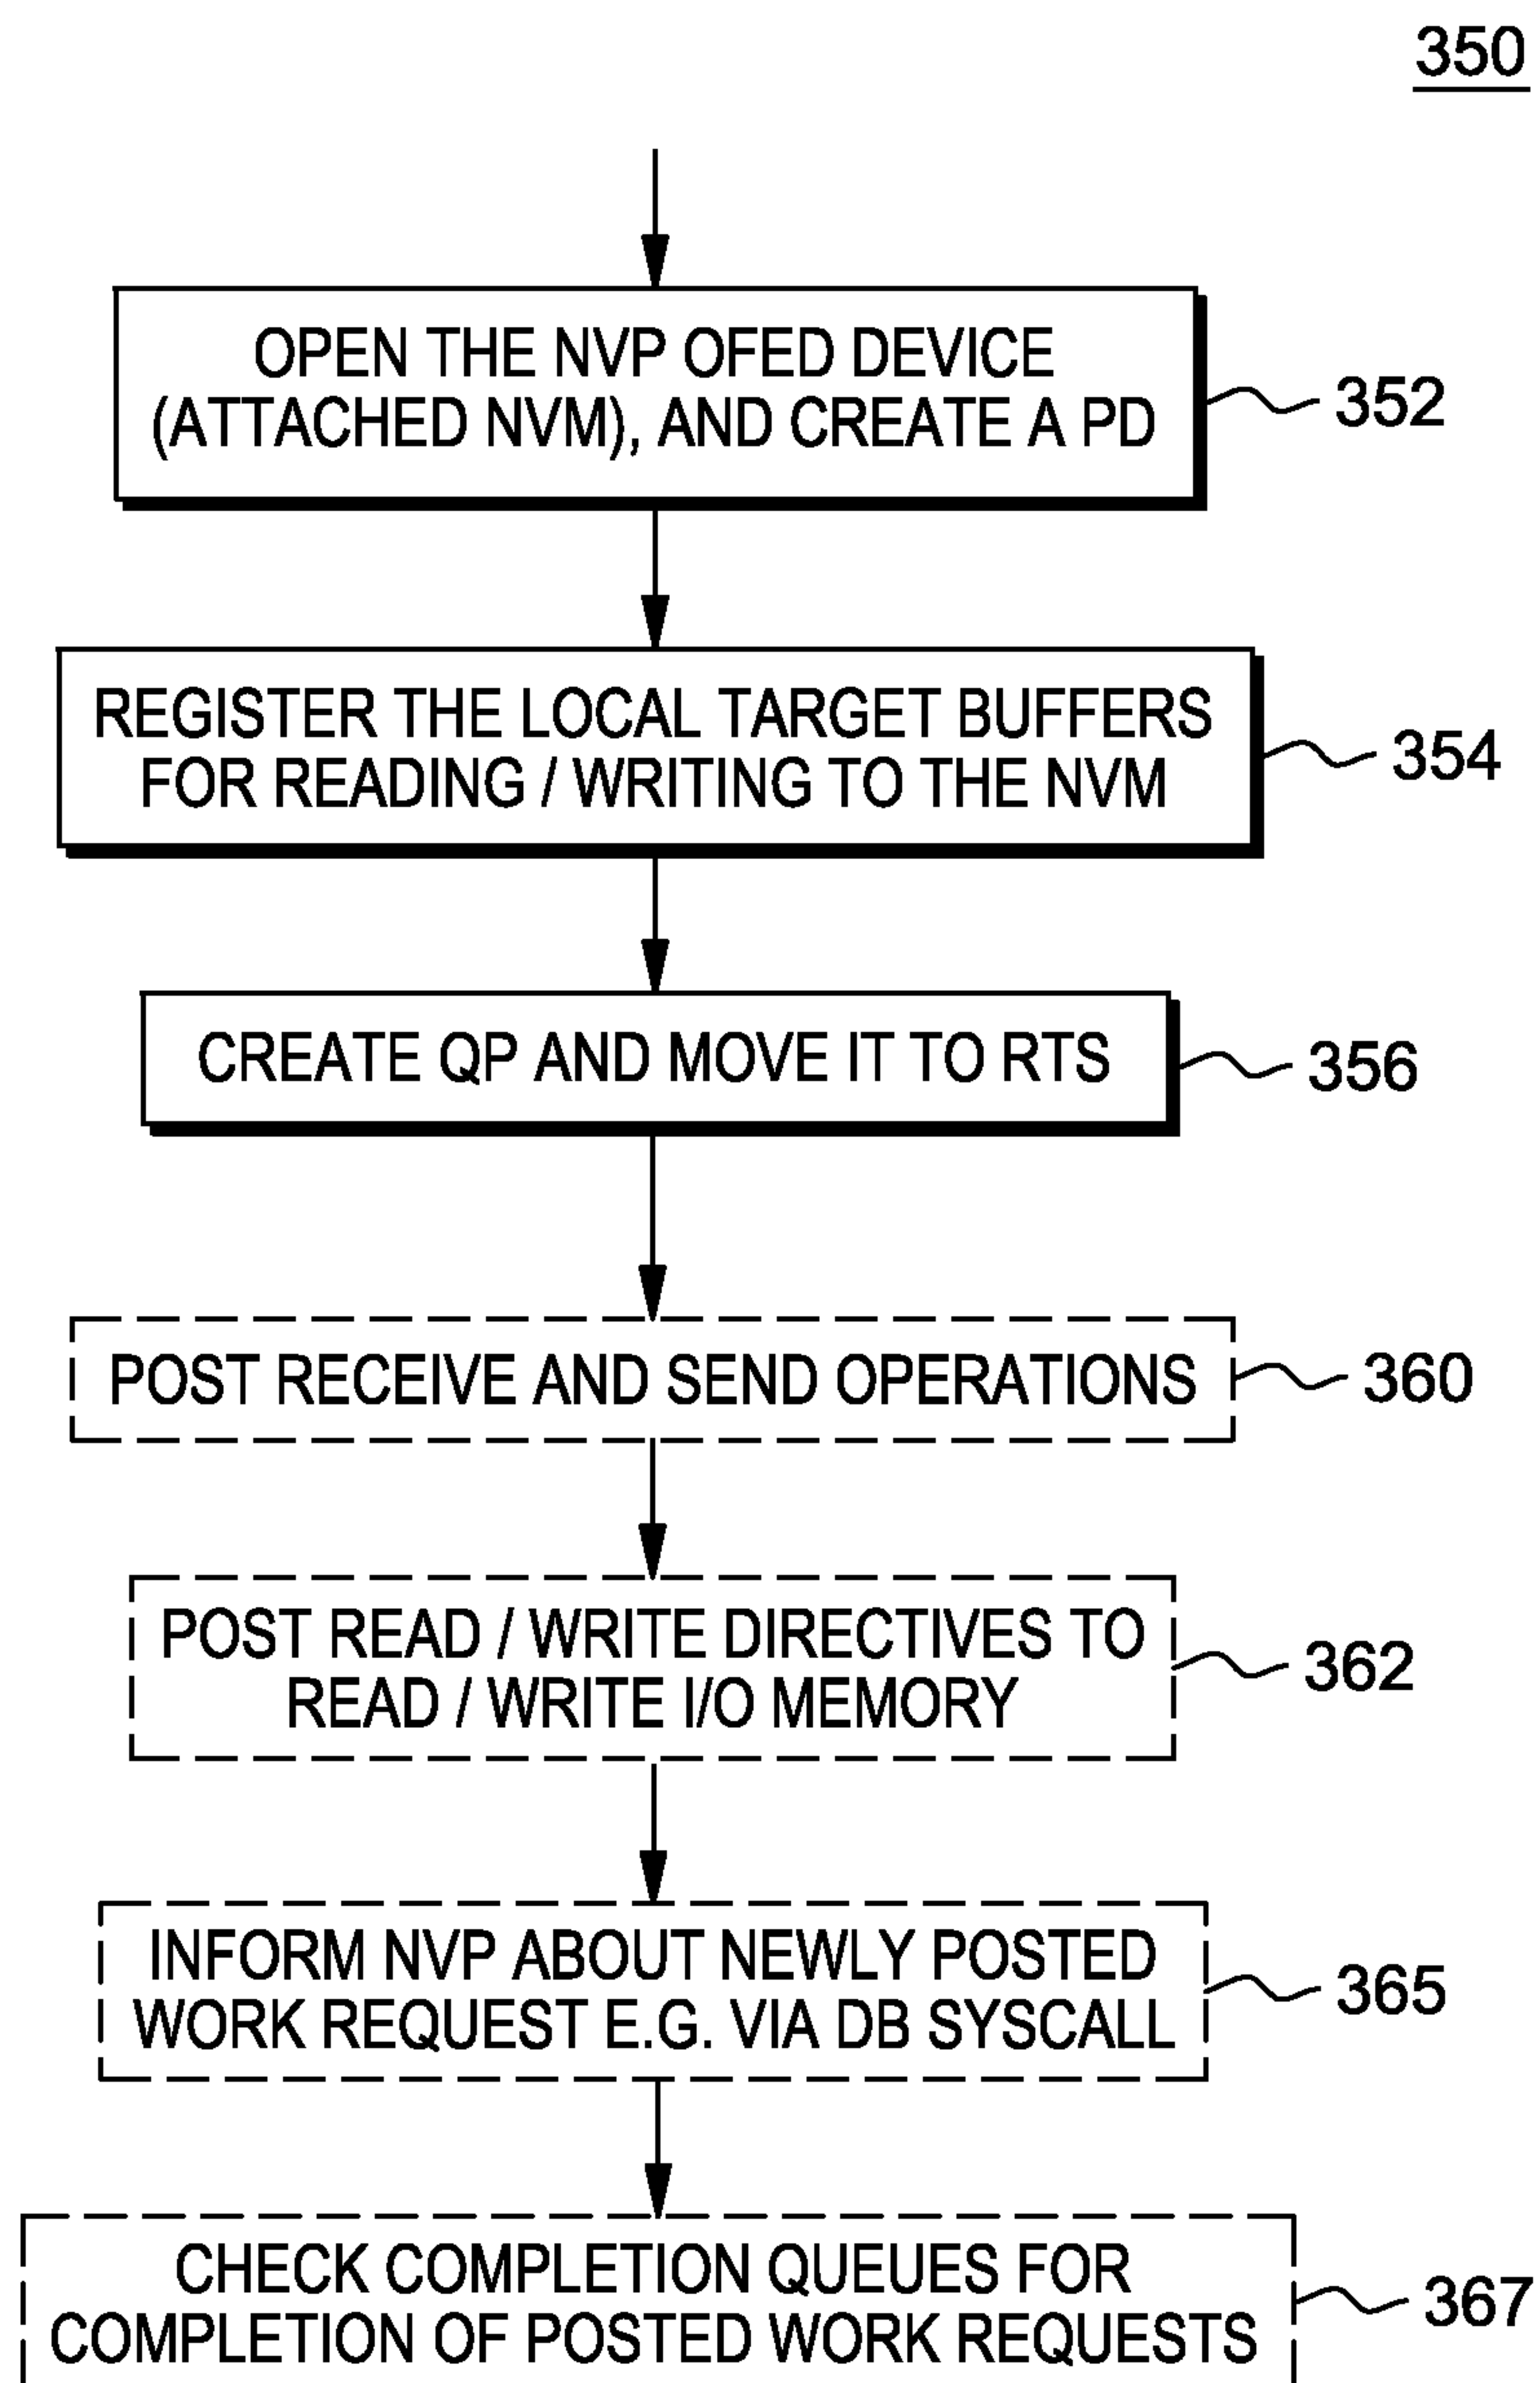 350
OPEN THE NVP OFED DEVICE
(ATTACHED NVM), AND CREATE A PD
352
REGISTER THE LOCAL TARGET BUFFERS
FOR READING / WRITING TO THE NVM
354
CREATE QP AND MOVE IT TO RTS
356
POST RECEIVE AND SEND OPERATIONS
360
POST READ / WRITE DIRECTIVES TO
READ / WRITE I/O MEMORY
362
INFORM NVP ABOUT NEWLY POSTED
WORK REQUEST E.G. VIA DB SYSCALL
365
CHECK COMPLETION QUEUES FOR
COMPLETION OF POSTED WORK REQUESTS
367